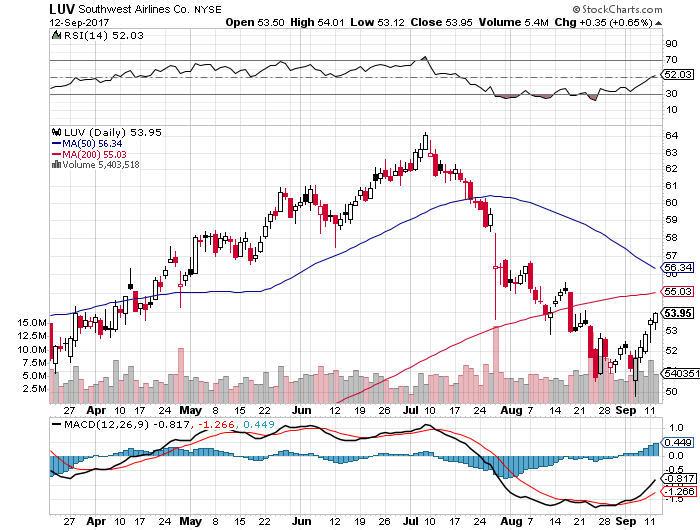 LUV Southwest Airlines Co. NYSE © StockCharts.com
12-Sep-2017 Open 53.50 High 54.01 Low 53.12 Close 53.95 Volume 5.4M Chg +0.35 (+0.65%)
RSI(14) 52.03
90
70
52.03
30
10
LUV (Daily) 53.95
MA(50) 56.34
MA(200) 55.03
Volume 5,403,518
64
63
62
61
60
59
58
57
56.34
55.03
53.95
53
52
51
540351
50
15.0M
12.5M
10.0M
7.5M
5.0M
2.5M
27 Apr 10 17 24 May 8 15 22 Jun 12 19 26 Jul 10 17 24 Aug 7 14 21 28 Sep 11
MACD(12,26,9) -0.817, -1.266, 0.449
1.0
0.449
0.0
-0.5
-0.817
-1.266
27 Apr 10 17 24 May 8 15 22 Jun 12 19 26 Jul 10 17 24 Aug 7 14 21 28 Sep 11